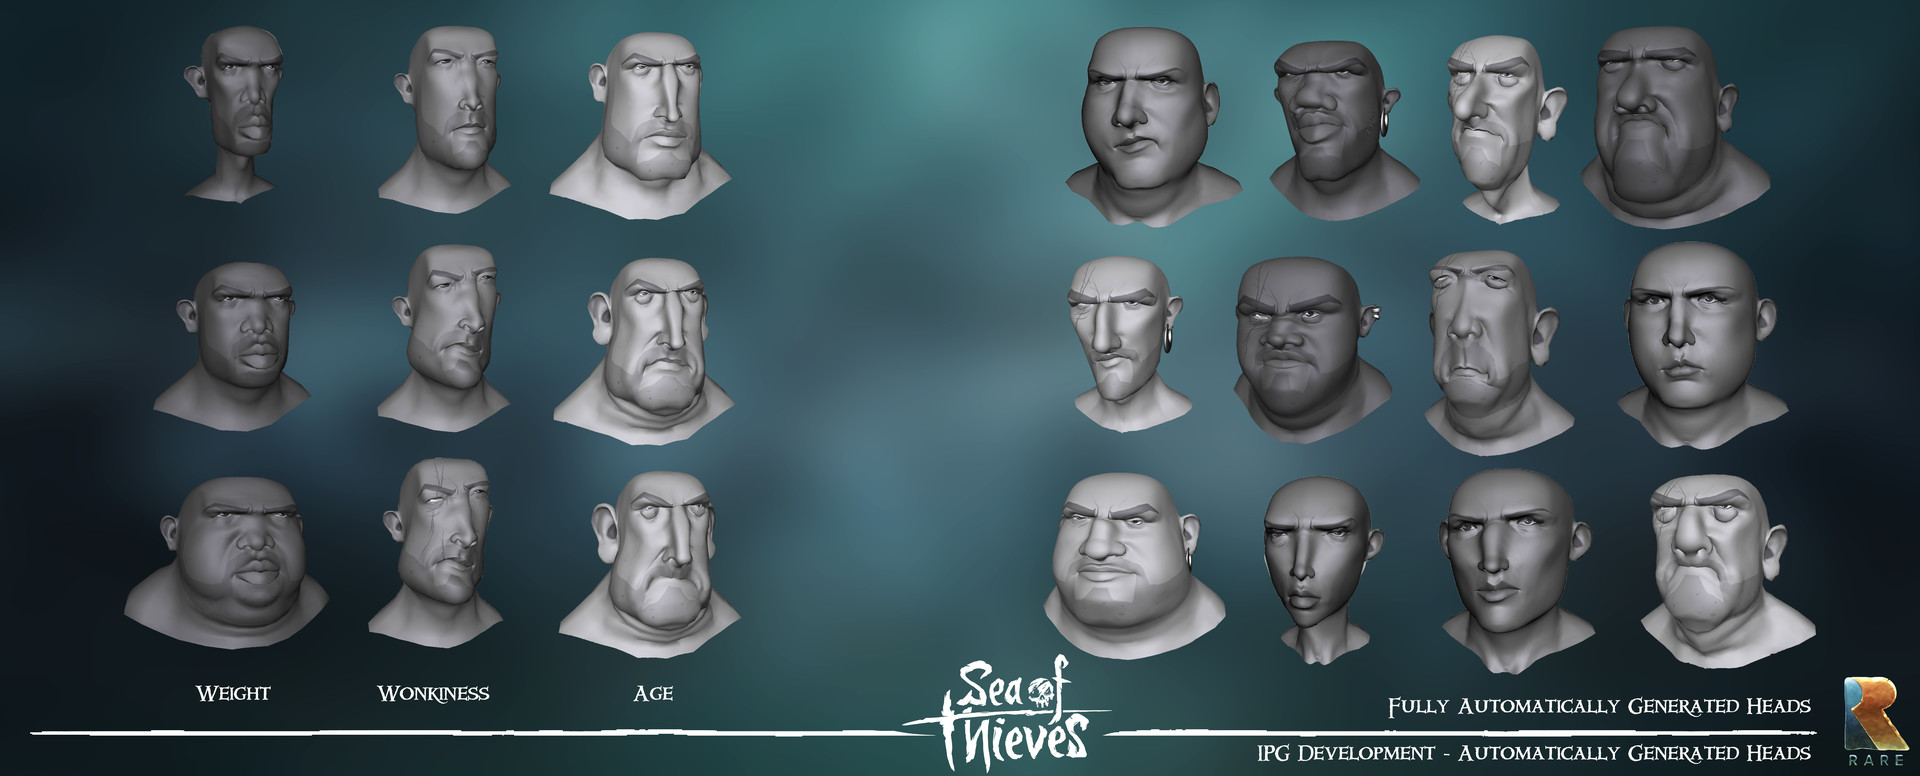 Weight
Wonkiness
Age
Sea of
Thieves
Fully Automatically Generated Heads
IPG Development - Automatically Generated Heads
R
RARE